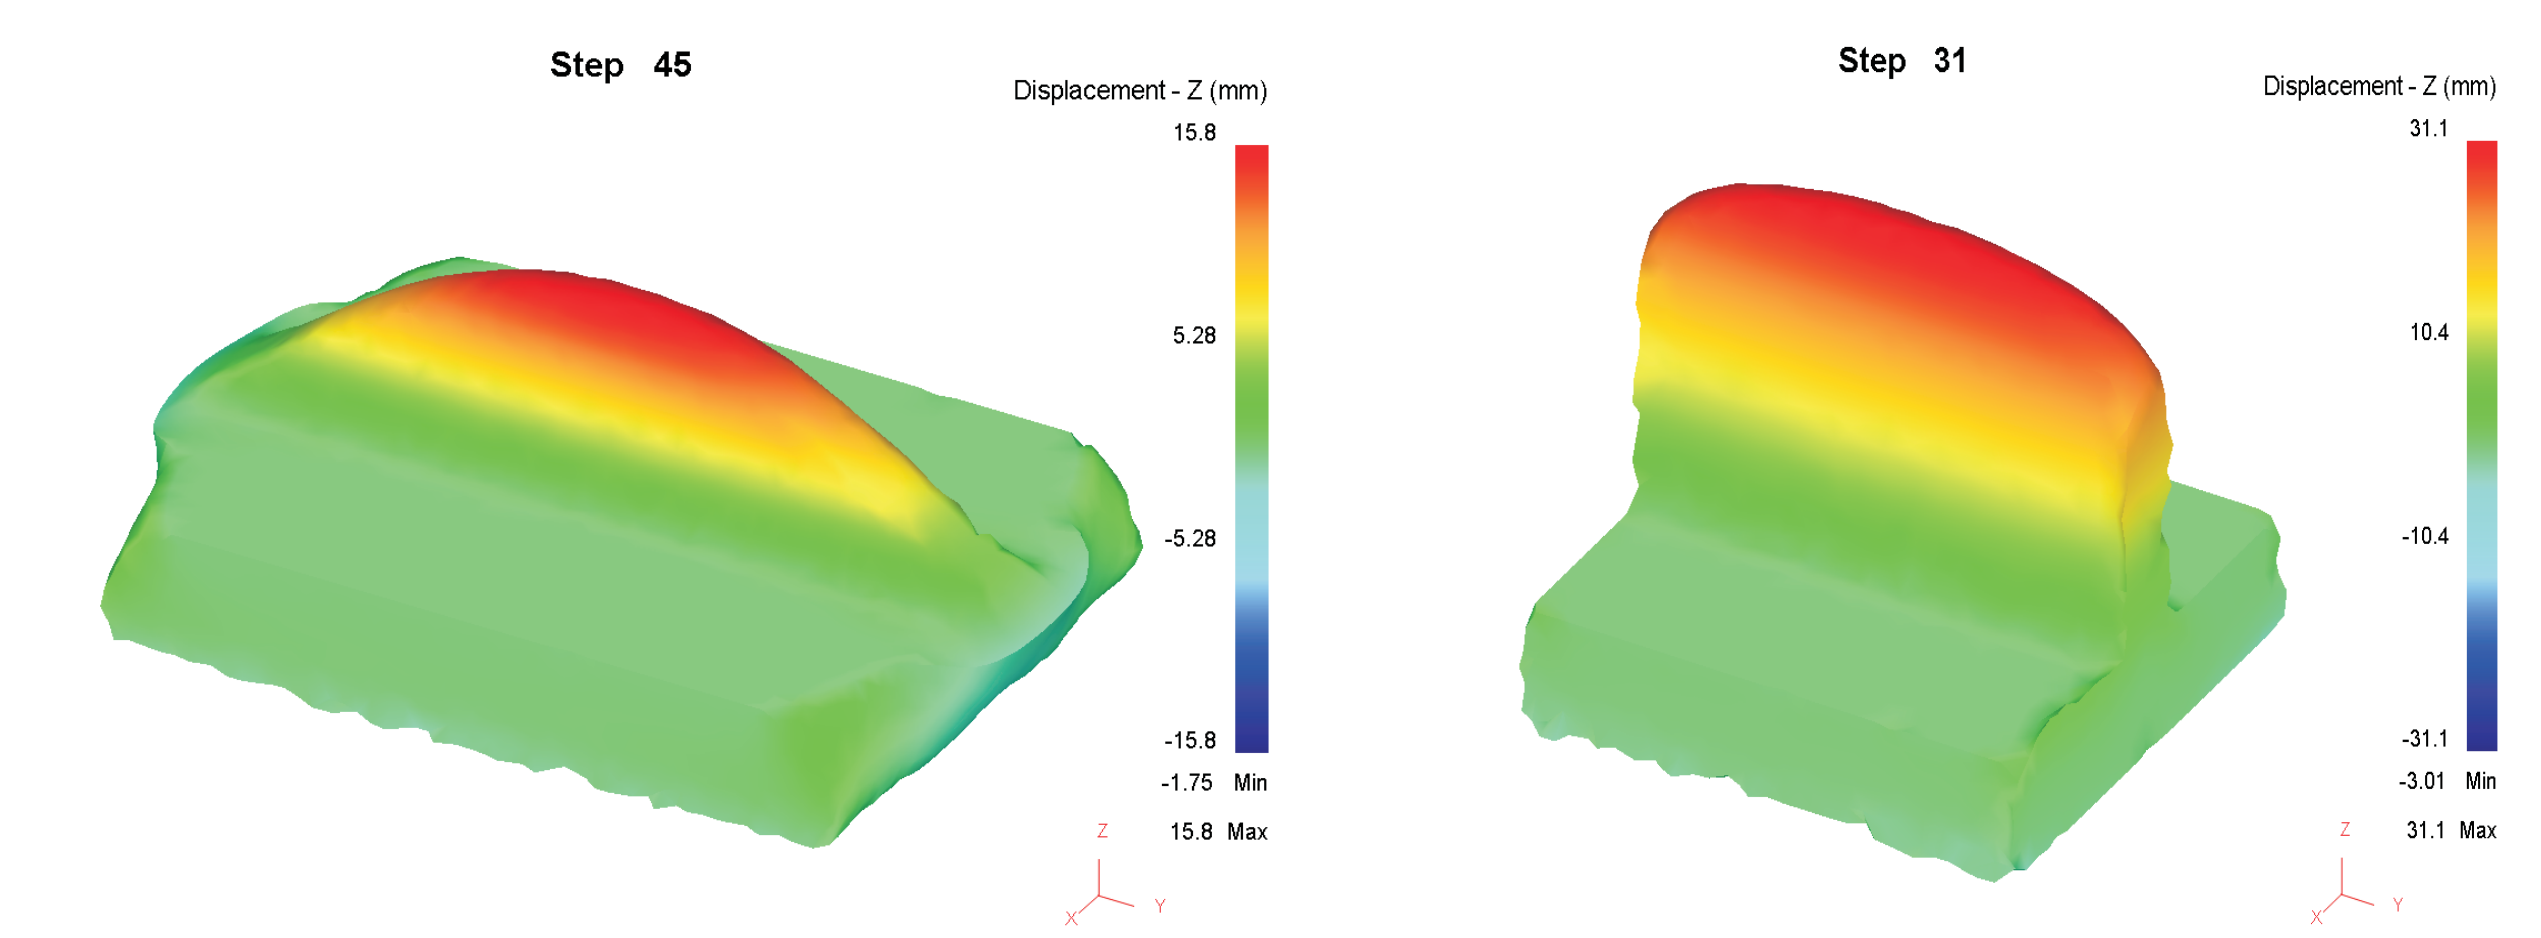 Step 45
Displacement - Z (mm)
15.8
5.28
-5.28
-15.8
-1.75 Min
15.8 Max
Z
X
Y
Step 31
Displacement - Z (mm)
31.1
10.4
-10.4
-31.1
-3.01 Min
31.1 Max
Z
X
Y